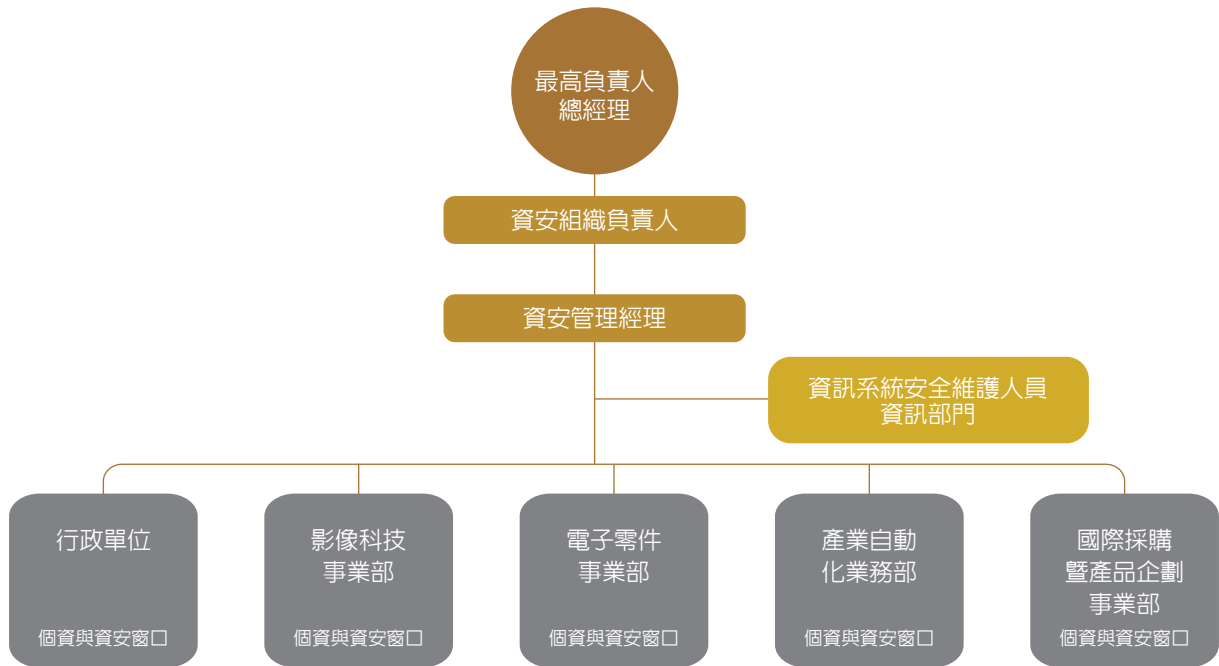 最高負責人
總經理
資安組織負責人
資安管理經理
資訊系統安全維護人員
資訊部門
行政單位
個資與資安窗口
影像科技
事業部
個資與資安窗口
電子零件
事業部
個資與資安窗口
產業自動
化業務部
個資與資安窗口
國際採購
暨產品企劃
事業部
個資與資安窗口